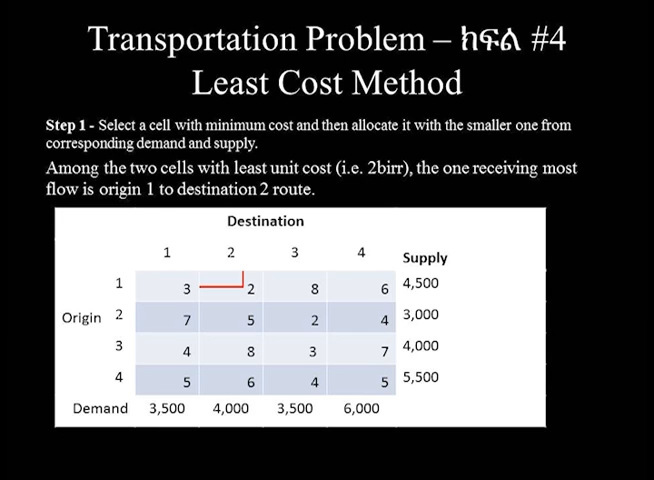 Transportation Problem – ክፍል #4
Least Cost Method
Step 1 - Select a cell with minimum cost and then allocate it with the smaller one from
corresponding demand and supply.
Among the two cells with least unit cost (i.e. 2birr), the one receiving most
flow is origin 1 to destination 2 route.
Destination
1 2 3 4 Supply
1 3 2 8 6 4,500
Origin 2 7 5 2 4 3,000
3 4 8 3 7 4,000
4 5 6 4 5 5,500
Demand 3,500 4,000 3,500 6,000